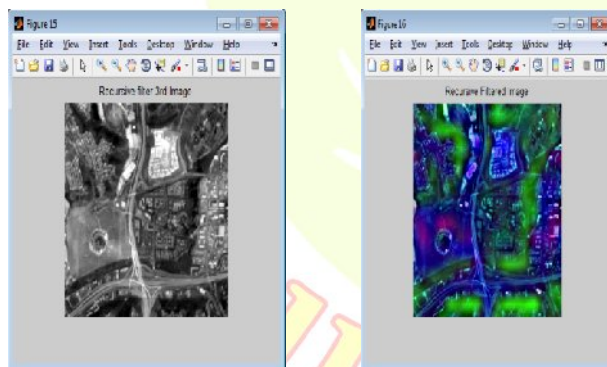 Figure 15
File Edit View Insert Tools Desktop Window Help
Recursive filter 3rd Image
Figure 16
File Edit View Insert Tools Desktop Window Help
Recursive Filtered Image